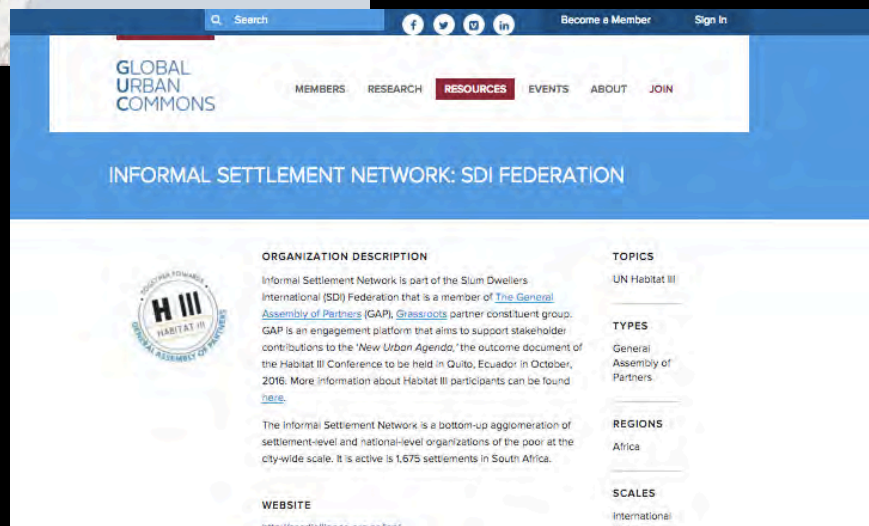 Search
Become a Member
Sign In
GLOBAL
URBAN
COMMONS
MEMBERS RESEARCH RESOURCES EVENTS ABOUT JOIN
INFORMAL SETTLEMENT NETWORK: SDI FEDERATION
TOGETHER TOWARDS
H III
HABITAT III
GENERAL ASSEMBLY OF PARTNERS
ORGANIZATION DESCRIPTION
Informal Settlement Network is part of the Slum Dwellers
International (SDI) Federation that is a member of The General
Assembly of Partners (GAP), Grassroots partner constituent group.
GAP is an engagement platform that aims to support stakeholder
contributions to the 'New Urban Agenda,' the outcome document of
the Habitat III Conference to be held in Quito, Ecuador in October,
2016. More information about Habitat III participants can be found
here.
The Informal Settlement Network is a bottom-up agglomeration of
settlement-level and national-level organizations of the poor at the
city-wide scale. It is active is 1,675 settlements in South Africa.
WEBSITE
TOPICS
UN Habitat III
TYPES
General
Assembly of
Partners
REGIONS
Africa
SCALES
International